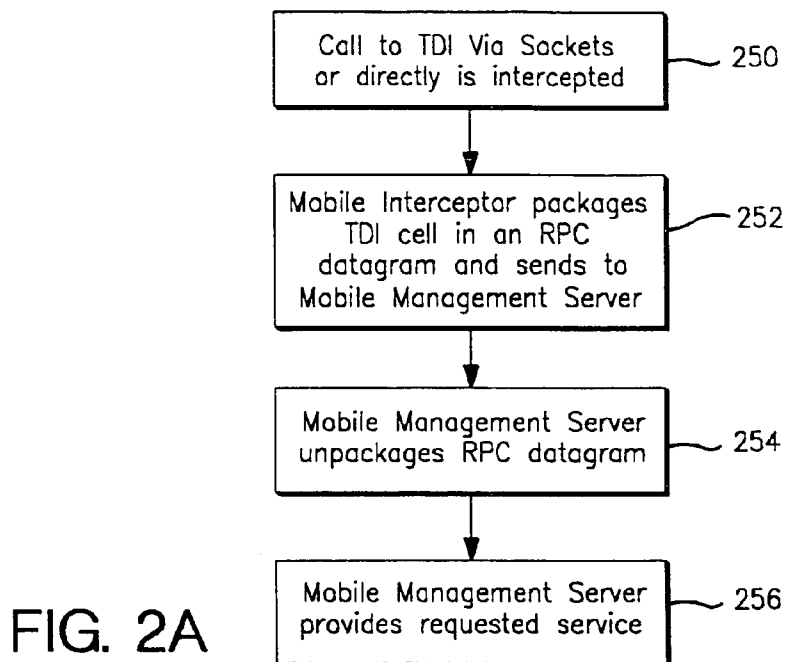 Call to TDI Via Sockets
or directly is intercepted
250
Mobile Interceptor packages
TDI cell in an RPC
datagram and sends to
Mobile Management Server
252
Mobile Management Server
unpackages RPC datagram
254
Mobile Management Server
provides requested service
256
FIG. 2A